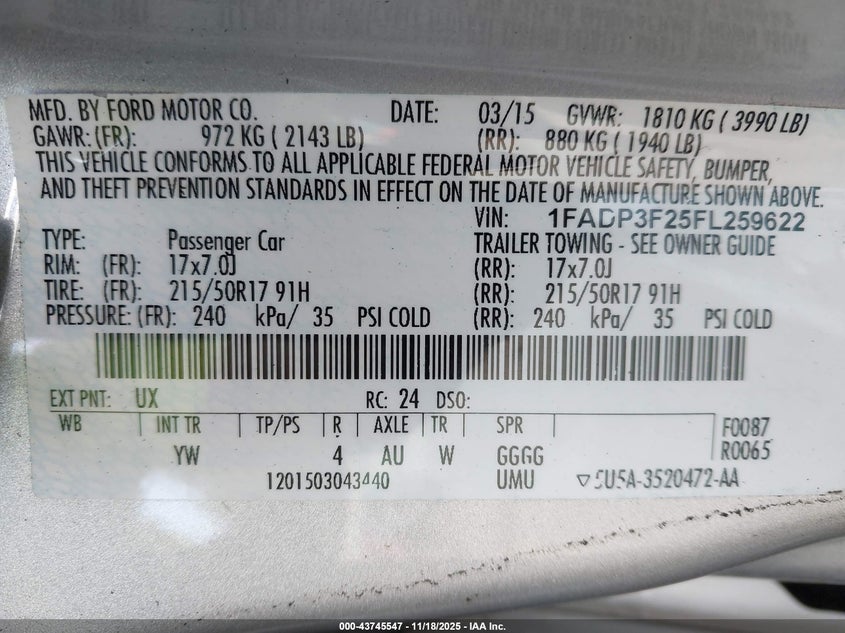 MFD. BY FORD MOTOR CO. DATE: 03/15 GVWR: 1810 KG ( 3990 LB)
GAWR: (FR): 972 KG ( 2143 LB) (RR): 880 KG ( 1940 LB)
THIS VEHICLE CONFORMS TO ALL APPLICABLE FEDERAL MOTOR VEHICLE SAFETY, BUMPER,
AND THEFT PREVENTION STANDARDS IN EFFECT ON THE DATE OF MANUFACTURE SHOWN ABOVE.
VIN: 1FADP3F25FL259622
TYPE: Passenger Car TRAILER TOWING - SEE OWNER GUIDE
RIM: (FR): 17x7.0J (RR): 17x7.0J
TIRE: (FR): 215/50R17 91H (RR): 215/50R17 91H
PRESSURE: (FR): 240 kPa/ 35 PSI COLD (RR): 240 kPa/ 35 PSI COLD
EXT PNT: UX RC: 24 DSO:
WB | INT TR | TP/PS | R | AXLE | TR | SPR F0087
YW 4 AU W GGGG R0065
1201503043440 UMU ▽5U5A-3520472-AA
000-43745547 - 11/18/2025 - IAA Inc.